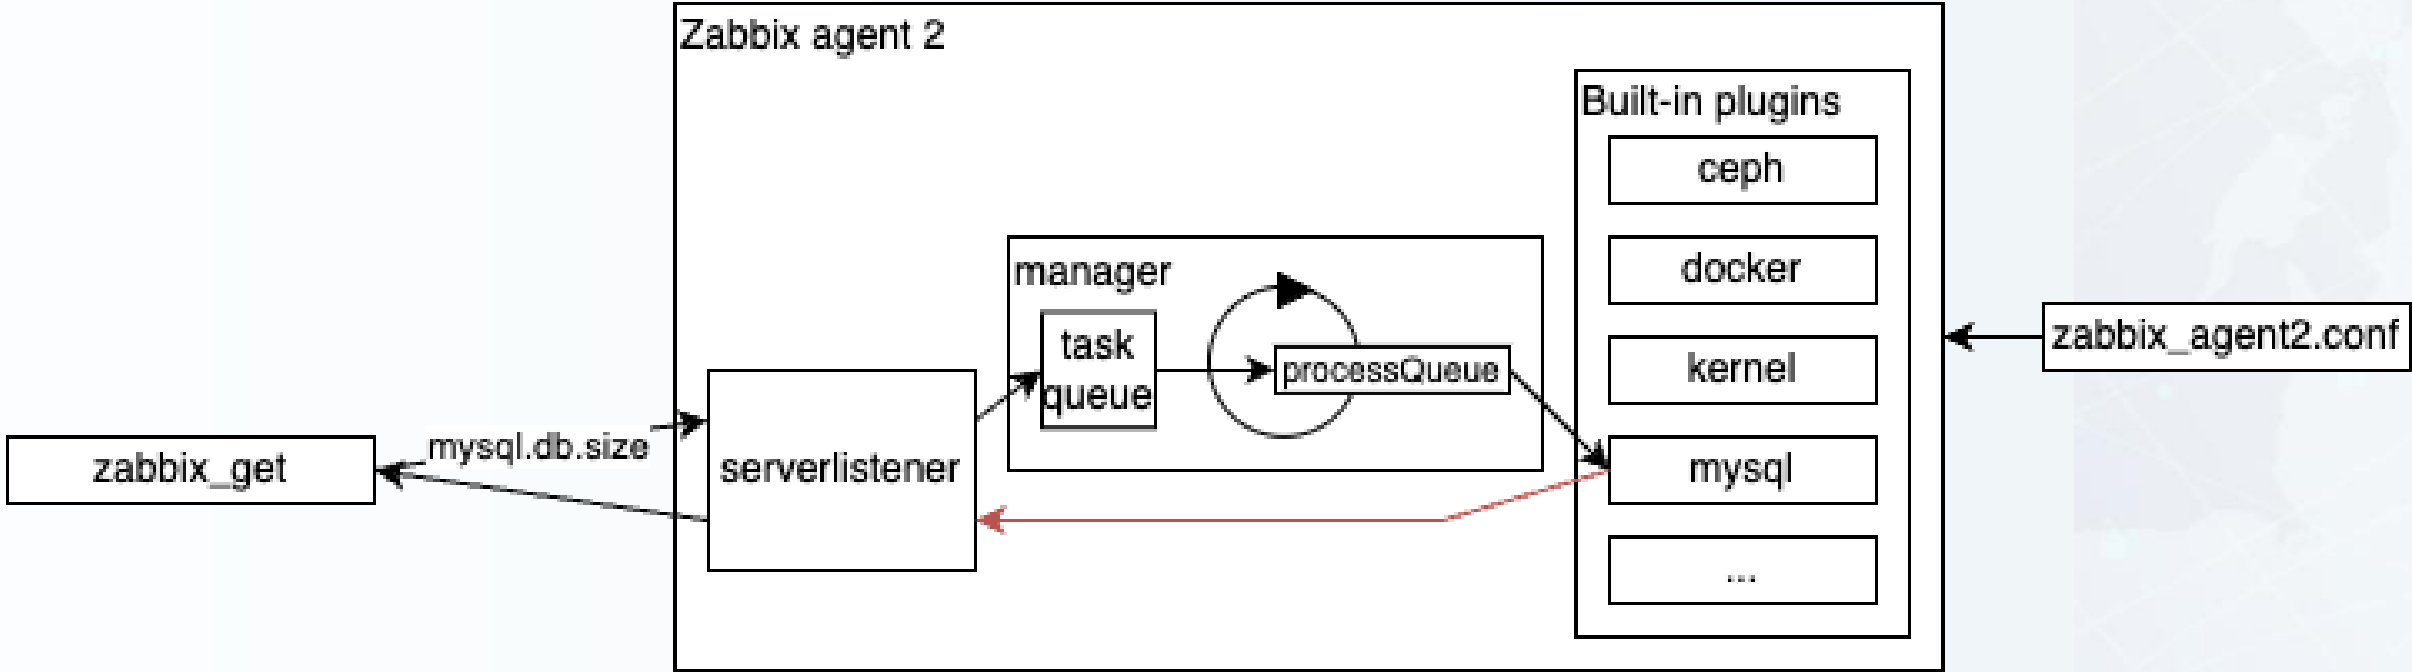 Zabbix agent 2
Built-in plugins
ceph
docker
kernel
mysql
...
manager
task
queue
processQueue
serverlistener
mysql.db.size
zabbix_get
zabbix_agent2.conf